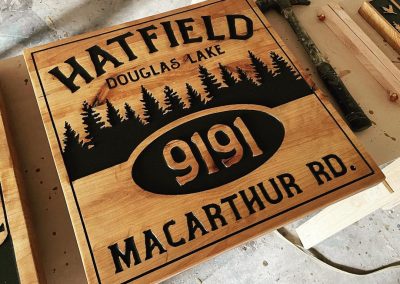 HATFIELD
DOUGLAS LAKE
9191
MACARTHUR RD.